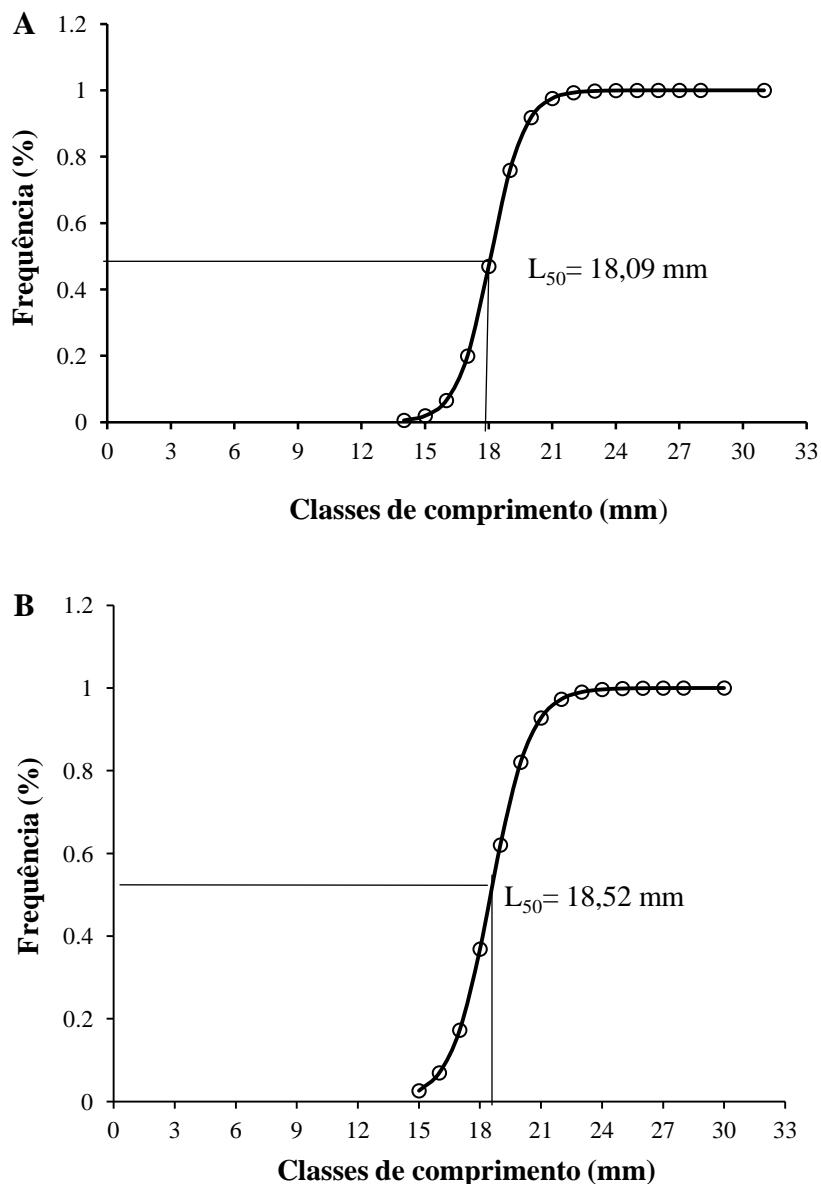 A
1.2
1
0.8
0.6
0.4
0.2
0
Frequência (%)
L50= 18,09 mm
0 3 6 9 12 15 18 21 24 27 30 33
Classes de comprimento (mm)
B
1.2
1
0.8
0.6
0.4
0.2
0
Frequência (%)
L50= 18,52 mm
0 3 6 9 12 15 18 21 24 27 30 33
Classes de comprimento (mm)